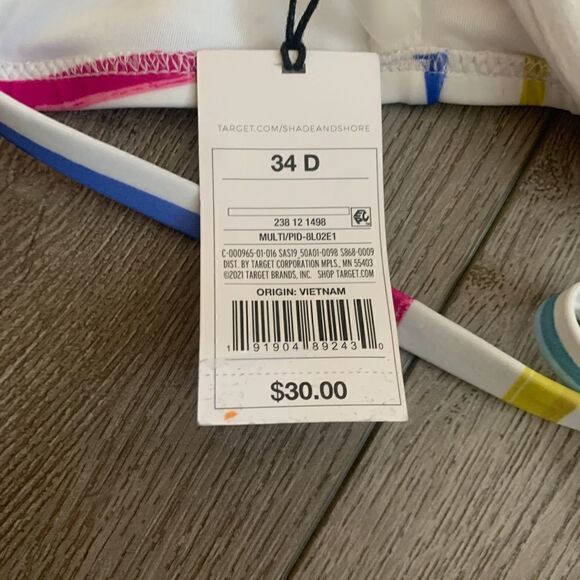 TARGET.COM/SHADEANDSHORE
34 D
238 12 1498
MULTI/PID-8L02E1
C-000965-01-016 SAS19_50A01-0098 S868-0009
DIST. BY TARGET CORPORATION MPLS., MN 55403
©2021 TARGET BRANDS, INC. SHOP TARGET.COM
ORIGIN: VIETNAM
1 91904 89243 0
$30.00